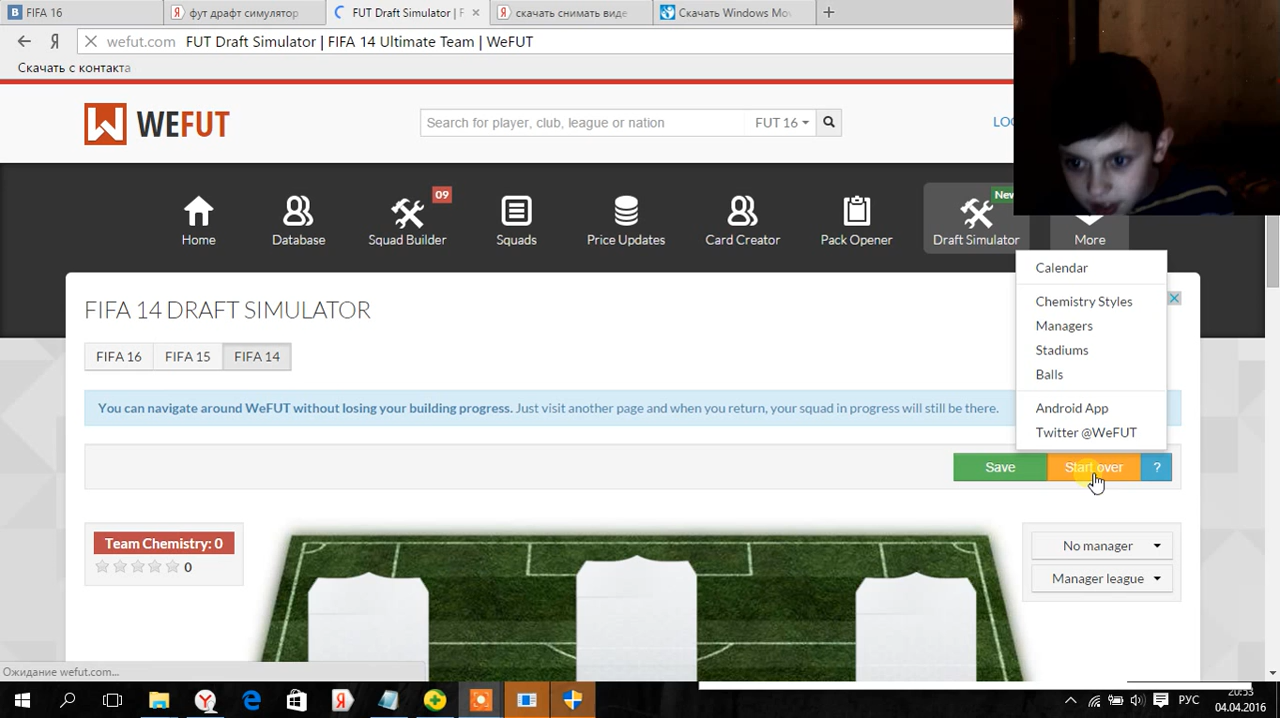 FIFA 16
фут драфт симулятор
FUT Draft Simulator | F
скачать снимать виде
Скачать Windows Mov
wefut.com FUT Draft Simulator | FIFA 14 Ultimate Team | WeFUT
Скачать с контакта
WEFUT
Search for player, club, league or nation
FUT 16
LO
09
New
Home
Database
Squad Builder
Squads
Price Updates
Card Creator
Pack Opener
Draft Simulator
More
Calendar
Chemistry Styles
Managers
Stadiums
Balls
Android App
Twitter @WeFUT
FIFA 14 DRAFT SIMULATOR
FIFA 16
FIFA 15
FIFA 14
You can navigate around WeFUT without losing your building progress. Just visit another page and when you return, your squad in progress will still be there.
Save
Start over
?
Team Chemistry: 0
0
No manager
Manager league
Ожидание wefut.com...
РУС
20:53
04.04.2016